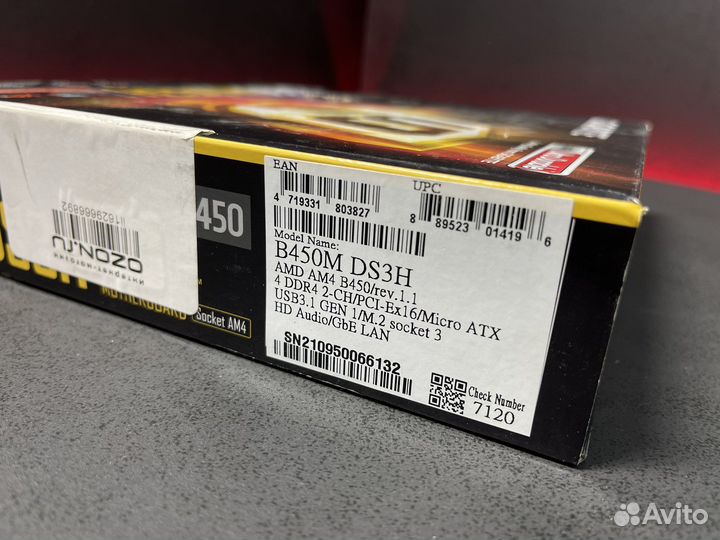 EAN
4 719331 803827
UPC
8 89523 01419 6
Model Name:
B450M DS3H
AMD AM4 B450/rev.1.1
4 DDR4 2-CH/PCI-Ex16/Micro ATX
USB3.1 GEN 1/M.2 socket 3
HD Audio/GbE LAN
SN210950066132
Check Number
7120
450
MOTHERBOARD
Socket AM4
интернет-магазин
OZON.ru
Avito